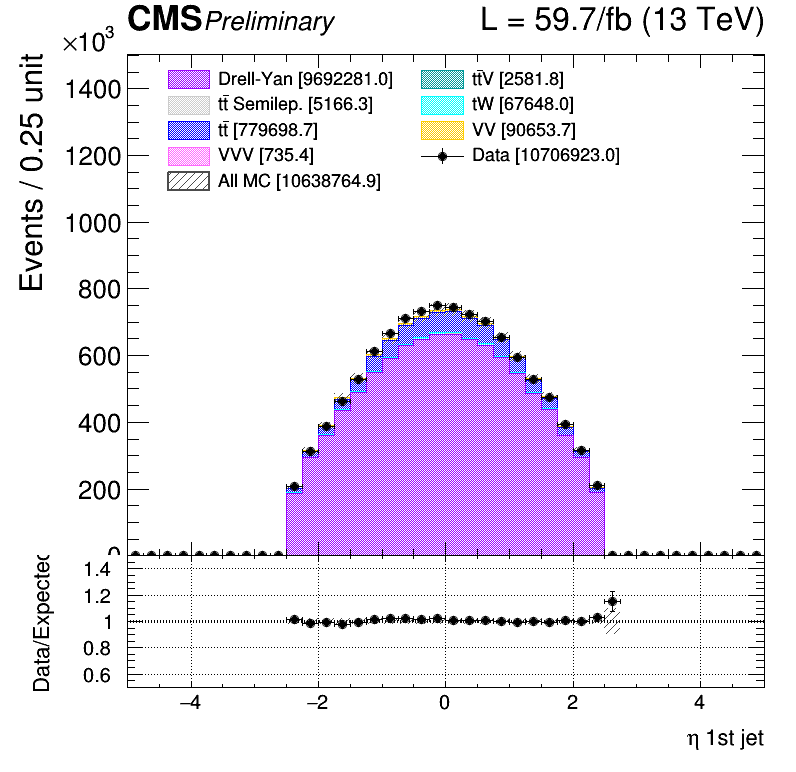 CMS Preliminary L = 59.7/fb (13 TeV)
×10³
Events / 0.25 unit
1400
1200
1000
800
600
400
200
0
Drell-Yan [9692281.0]
tt̄ Semilep. [5166.3]
tt̄ [779698.7]
VVV [735.4]
All MC [10638764.9]
tt̄V [2581.8]
tW [67648.0]
VV [90653.7]
Data [10706923.0]
Data/Expected
1.4
1.2
1
0.8
0.6
−4 −2 0 2 4
η 1st jet